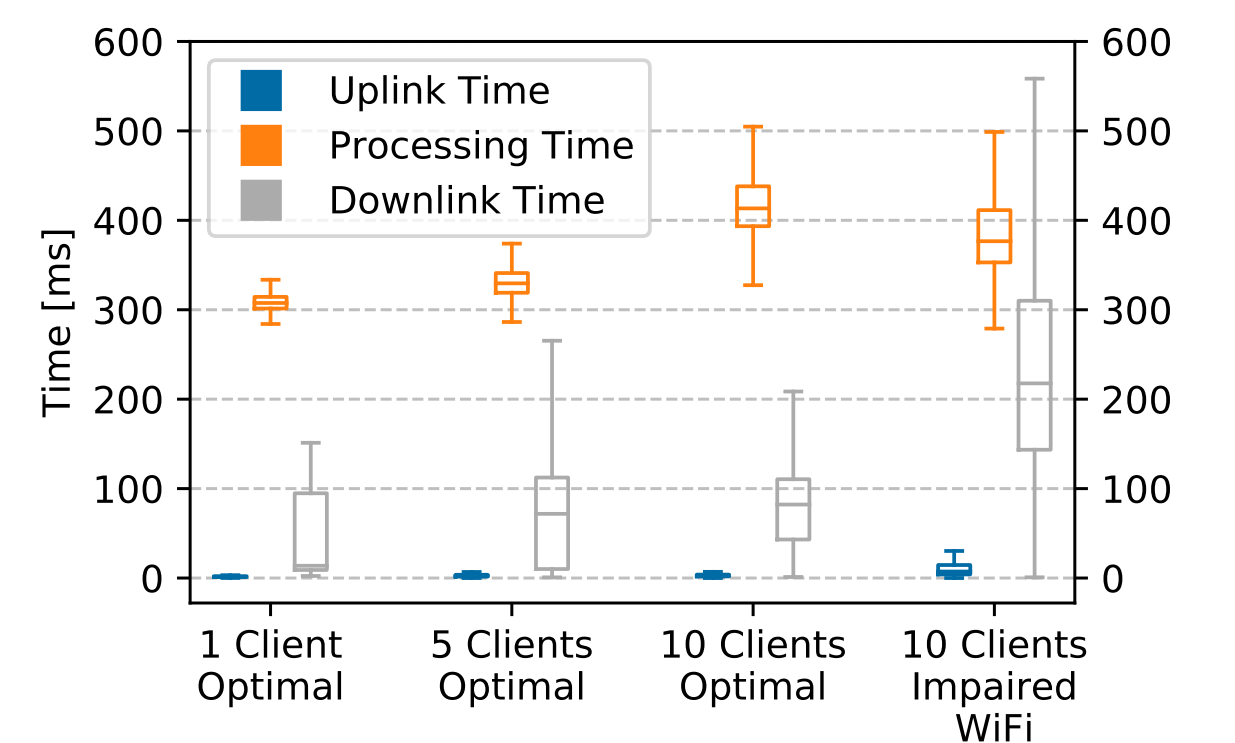 600
500
400
300
200
100
0
Time [ms]
Uplink Time
Processing Time
Downlink Time
600
500
400
300
200
100
0
1 Client
Optimal
5 Clients
Optimal
10 Clients
Optimal
10 Clients
Impaired
WiFi